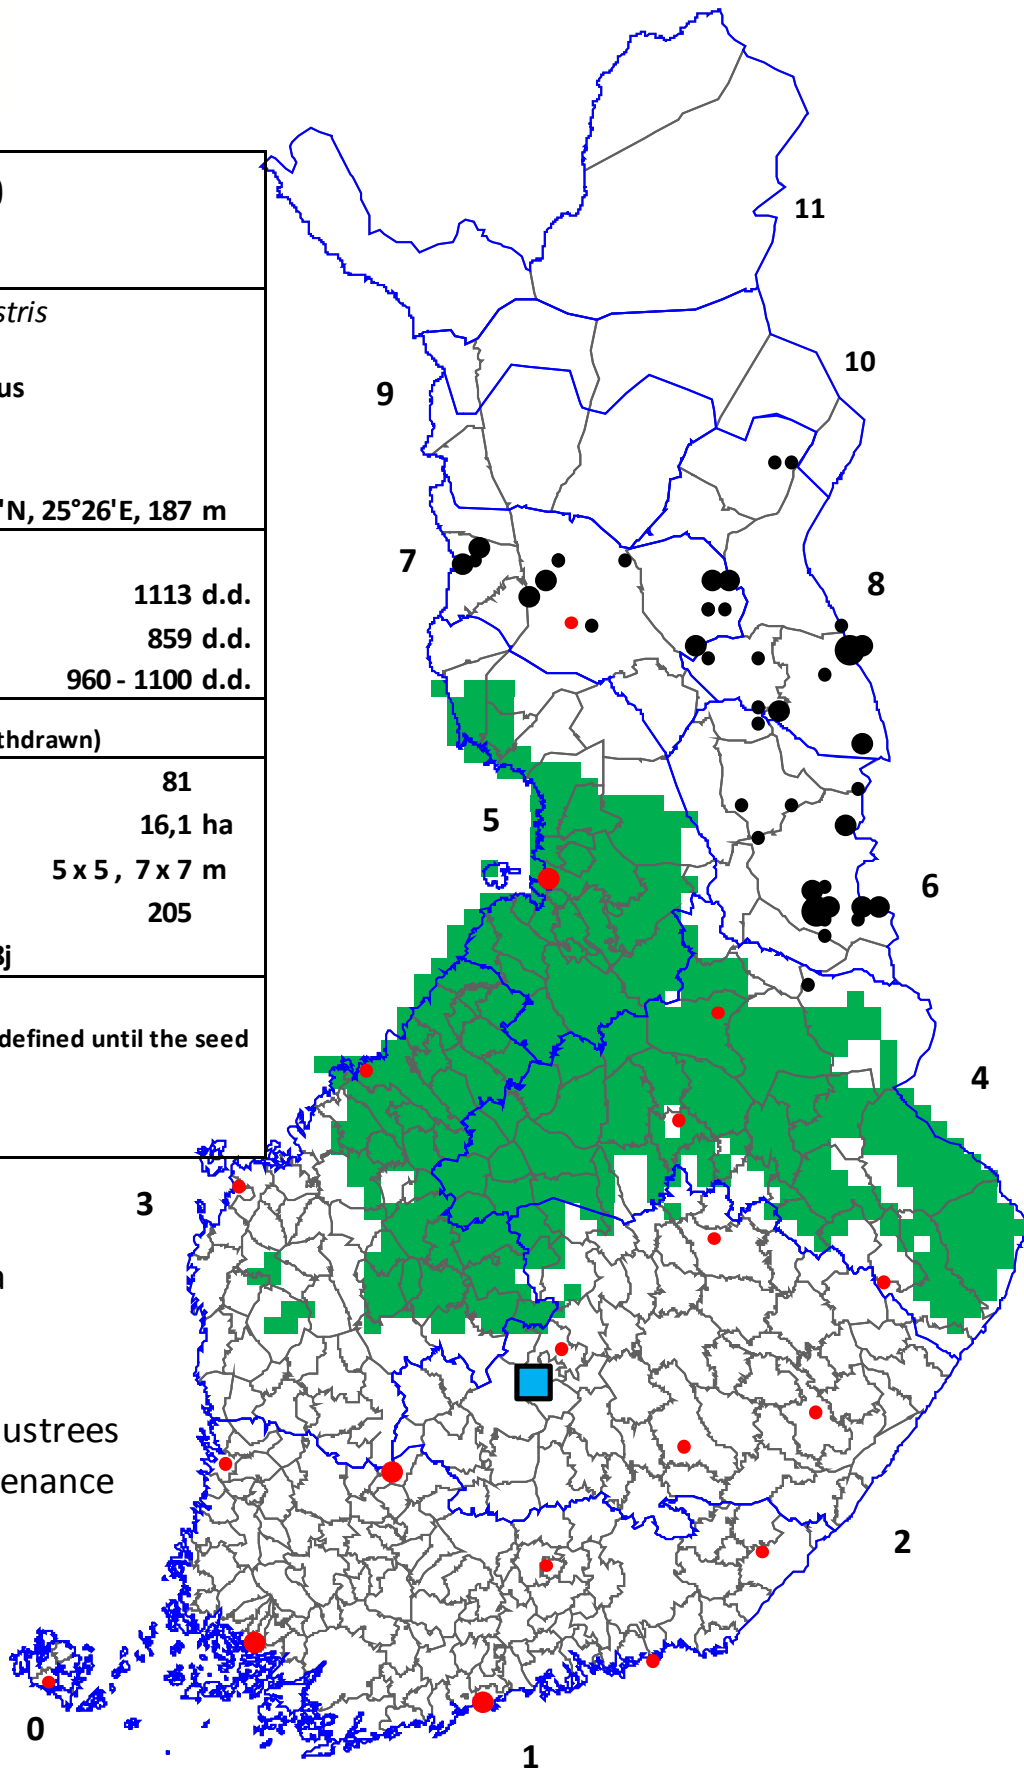 )
stris
us
'N, 25°26'E, 187 m
1113 d.d.
859 d.d.
960 - 1100 d.d.
thdrawn)
81
16,1 ha
5 x 5 , 7 x 7 m
205
8j
defined until the seed
ustrees
enance
11
10
9
8
7
6
5
4
3
2
1
0